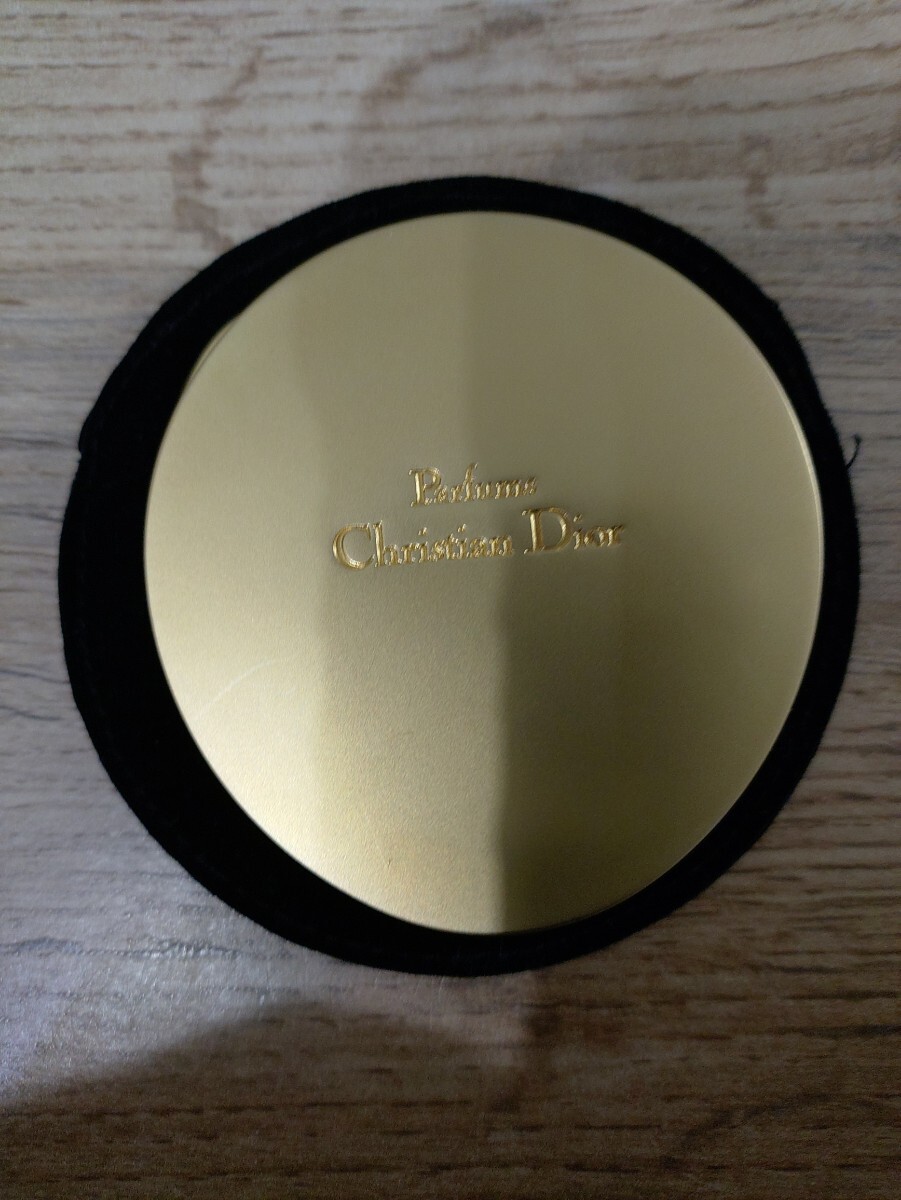 Parfums
Christian Dior